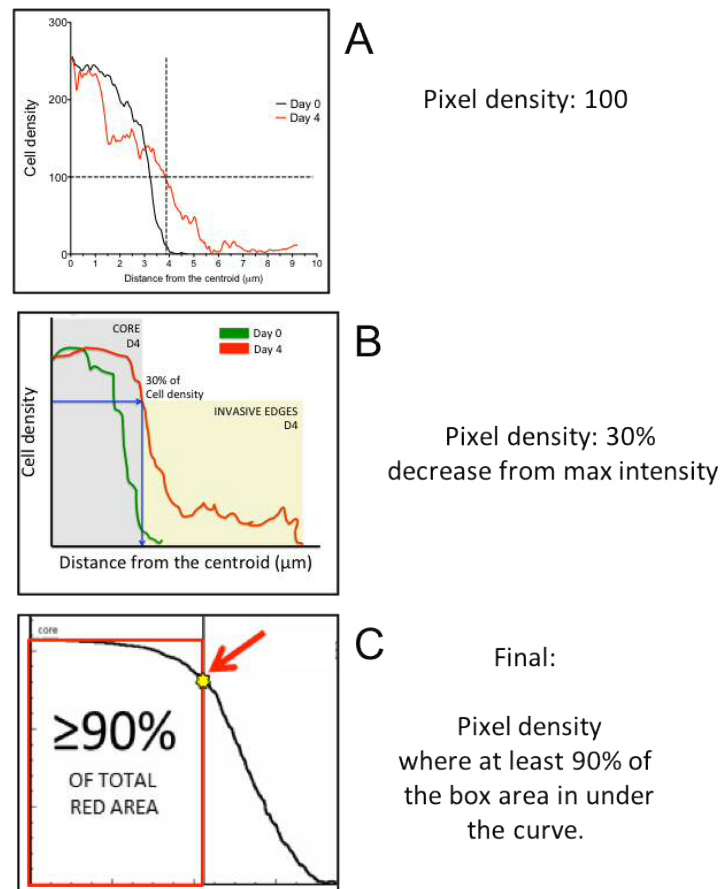 A
300
200
100
0
Cell density
Day 0
Day 4
0 1 2 3 4 5 6 7 8 9 10
Distance from the centroid (μm)
Pixel density: 100
B
CORE
D4
Day 0
Day 4
30% of
Cell density
INVASIVE EDGES
D4
Cell density
Distance from the centroid (μm)
Pixel density: 30%
decrease from max intensity
C
core
≥90%
OF TOTAL
RED AREA
Final:
Pixel density
where at least 90% of
the box area in under
the curve.